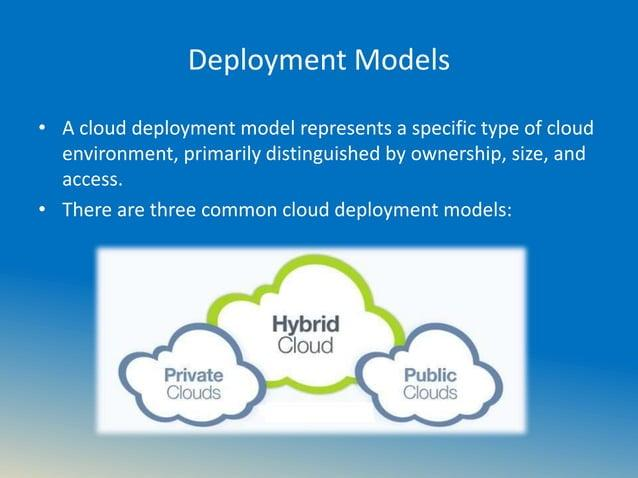 Deployment Models
• A cloud deployment model represents a specific type of cloud
environment, primarily distinguished by ownership, size, and
access.
• There are three common cloud deployment models:
Hybrid
Cloud
Private
Clouds
Public
Clouds